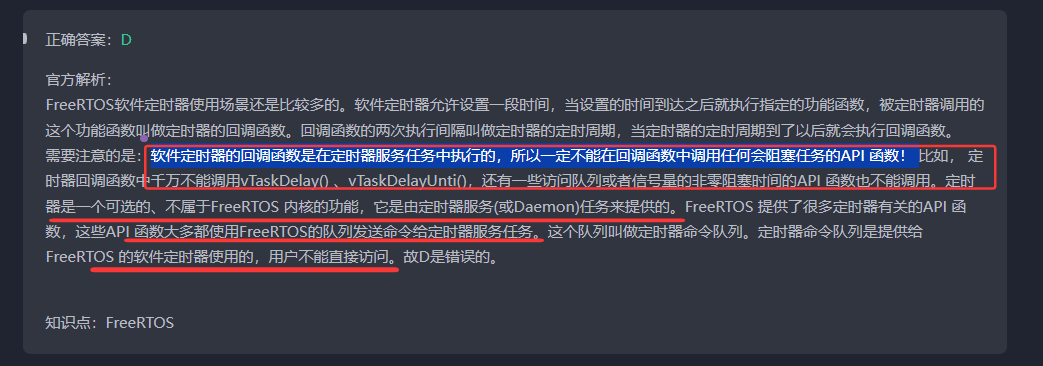 正确答案：D
官方解析：
FreeRTOS软件定时器使用场景还是比较多的。软件定时器允许设置一段时间，当设置的时间到达之后就执行指定的功能函数，被定时器调用的
这个功能函数叫做定时器的回调函数。回调函数的两次执行间隔叫做定时器的定时周期，当定时器的定时周期到了以后就会执行回调函数。
需要注意的是：软件定时器的回调函数是在定时器服务任务中执行的，所以一定不能在回调函数中调用任何会阻塞任务的API 函数！ 比如， 定
时器回调函数中千万不能调用vTaskDelay() 、vTaskDelayUnti()，还有一些访问队列或者信号量的非零阻塞时间的API 函数也不能调用。定时
器是一个可选的、不属于FreeRTOS 内核的功能，它是由定时器服务(或Daemon)任务来提供的。FreeRTOS 提供了很多定时器有关的API 函
数，这些API 函数大多都使用FreeRTOS的队列发送命令给定时器服务任务。这个队列叫做定时器命令队列。定时器命令队列是提供给
FreeRTOS 的软件定时器使用的，用户不能直接访问。故D是错误的。
知识点：FreeRTOS